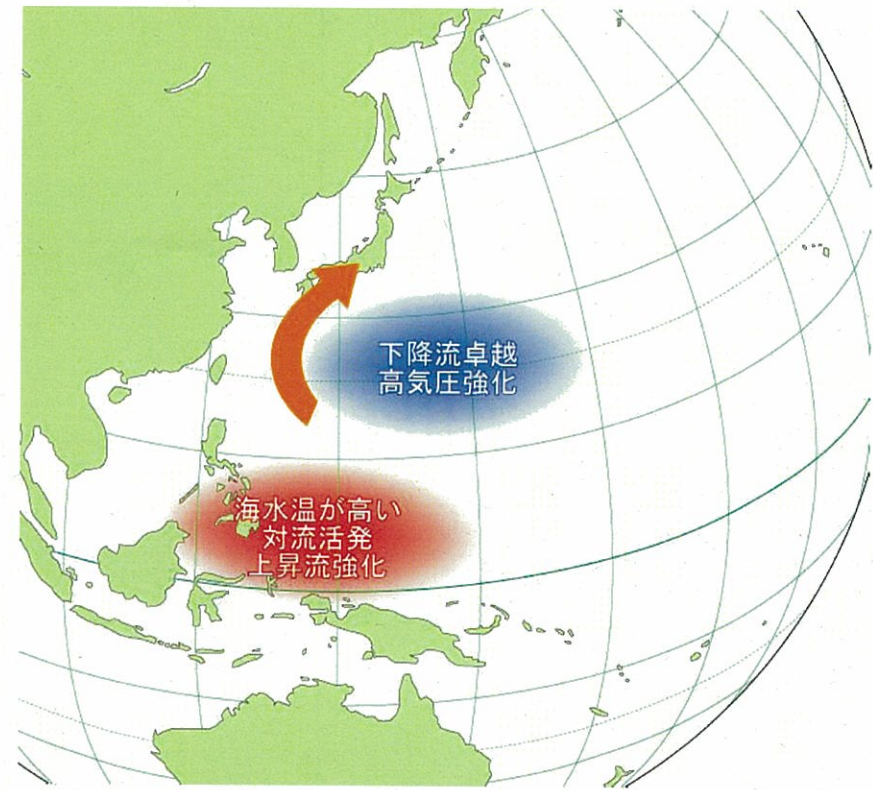 下降流卓越
高気圧強化
海水温が高い
対流活発
上昇流強化